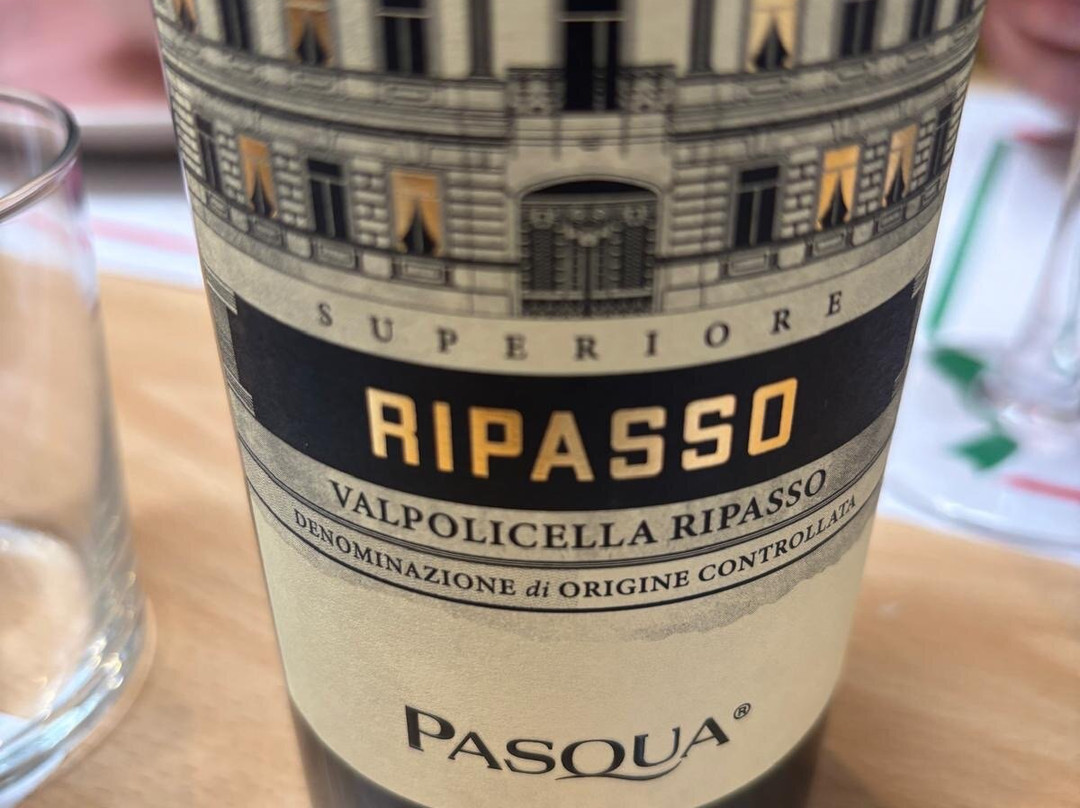 SUPERIORE
RIPASSO
VALPOLICELLA RIPASSO
DENOMINAZIONE di ORIGINE CONTROLLATA
PASQUA®